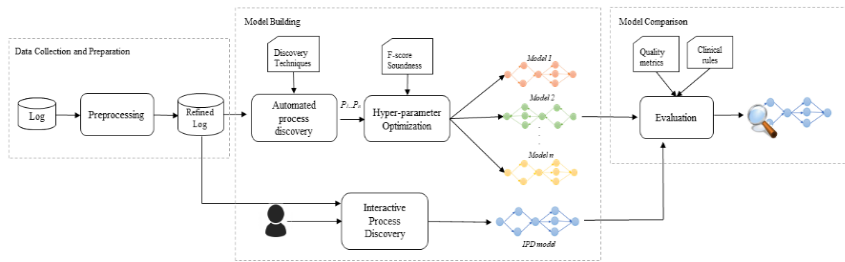 Model Building
Model Comparison
Data Collection and Preparation
Discovery
Techniques
F-score
Soundness
Model 1
Quality
metrics
Clinical
rules
Log
Preprocessing
Refined
Log
Automated
process
discovery
P1...Pn
Hyper-parameter
Optimization
Model 2
Evaluation
Model n
Interactive
Process
Discovery
IPD model